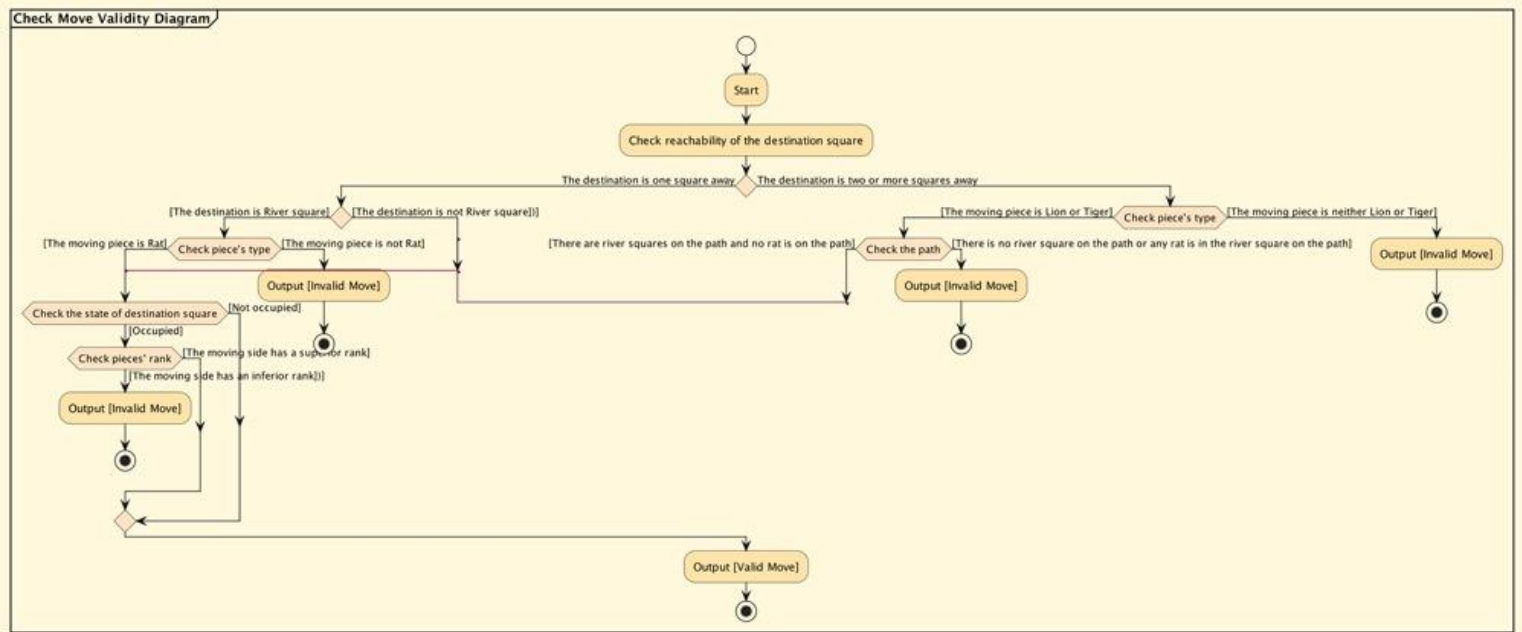 Check Move Validity Diagram
Start
Check reachability of the destination square
The destination is one square away
The destination is two or more squares away
[The destination is River square]
[The destination is not River square])]
[The moving piece is Lion or Tiger]
Check piece's type
[The moving piece is neither Lion or Tiger]
[The moving piece is Rat]
Check piece's type
[The moving piece is not Rat]
[There are river squares on the path and no rat is on the path]
Check the path
[There is no river square on the path or any rat is in the river square on the path]
Output [Invalid Move]
Output [Invalid Move]
Output [Invalid Move]
Check the state of destination square
[Not occupied]
[Occupied]
Check pieces' rank
[The moving side has a superior rank]
[The moving side has an inferior rank])]
Output [Invalid Move]
Output [Valid Move]